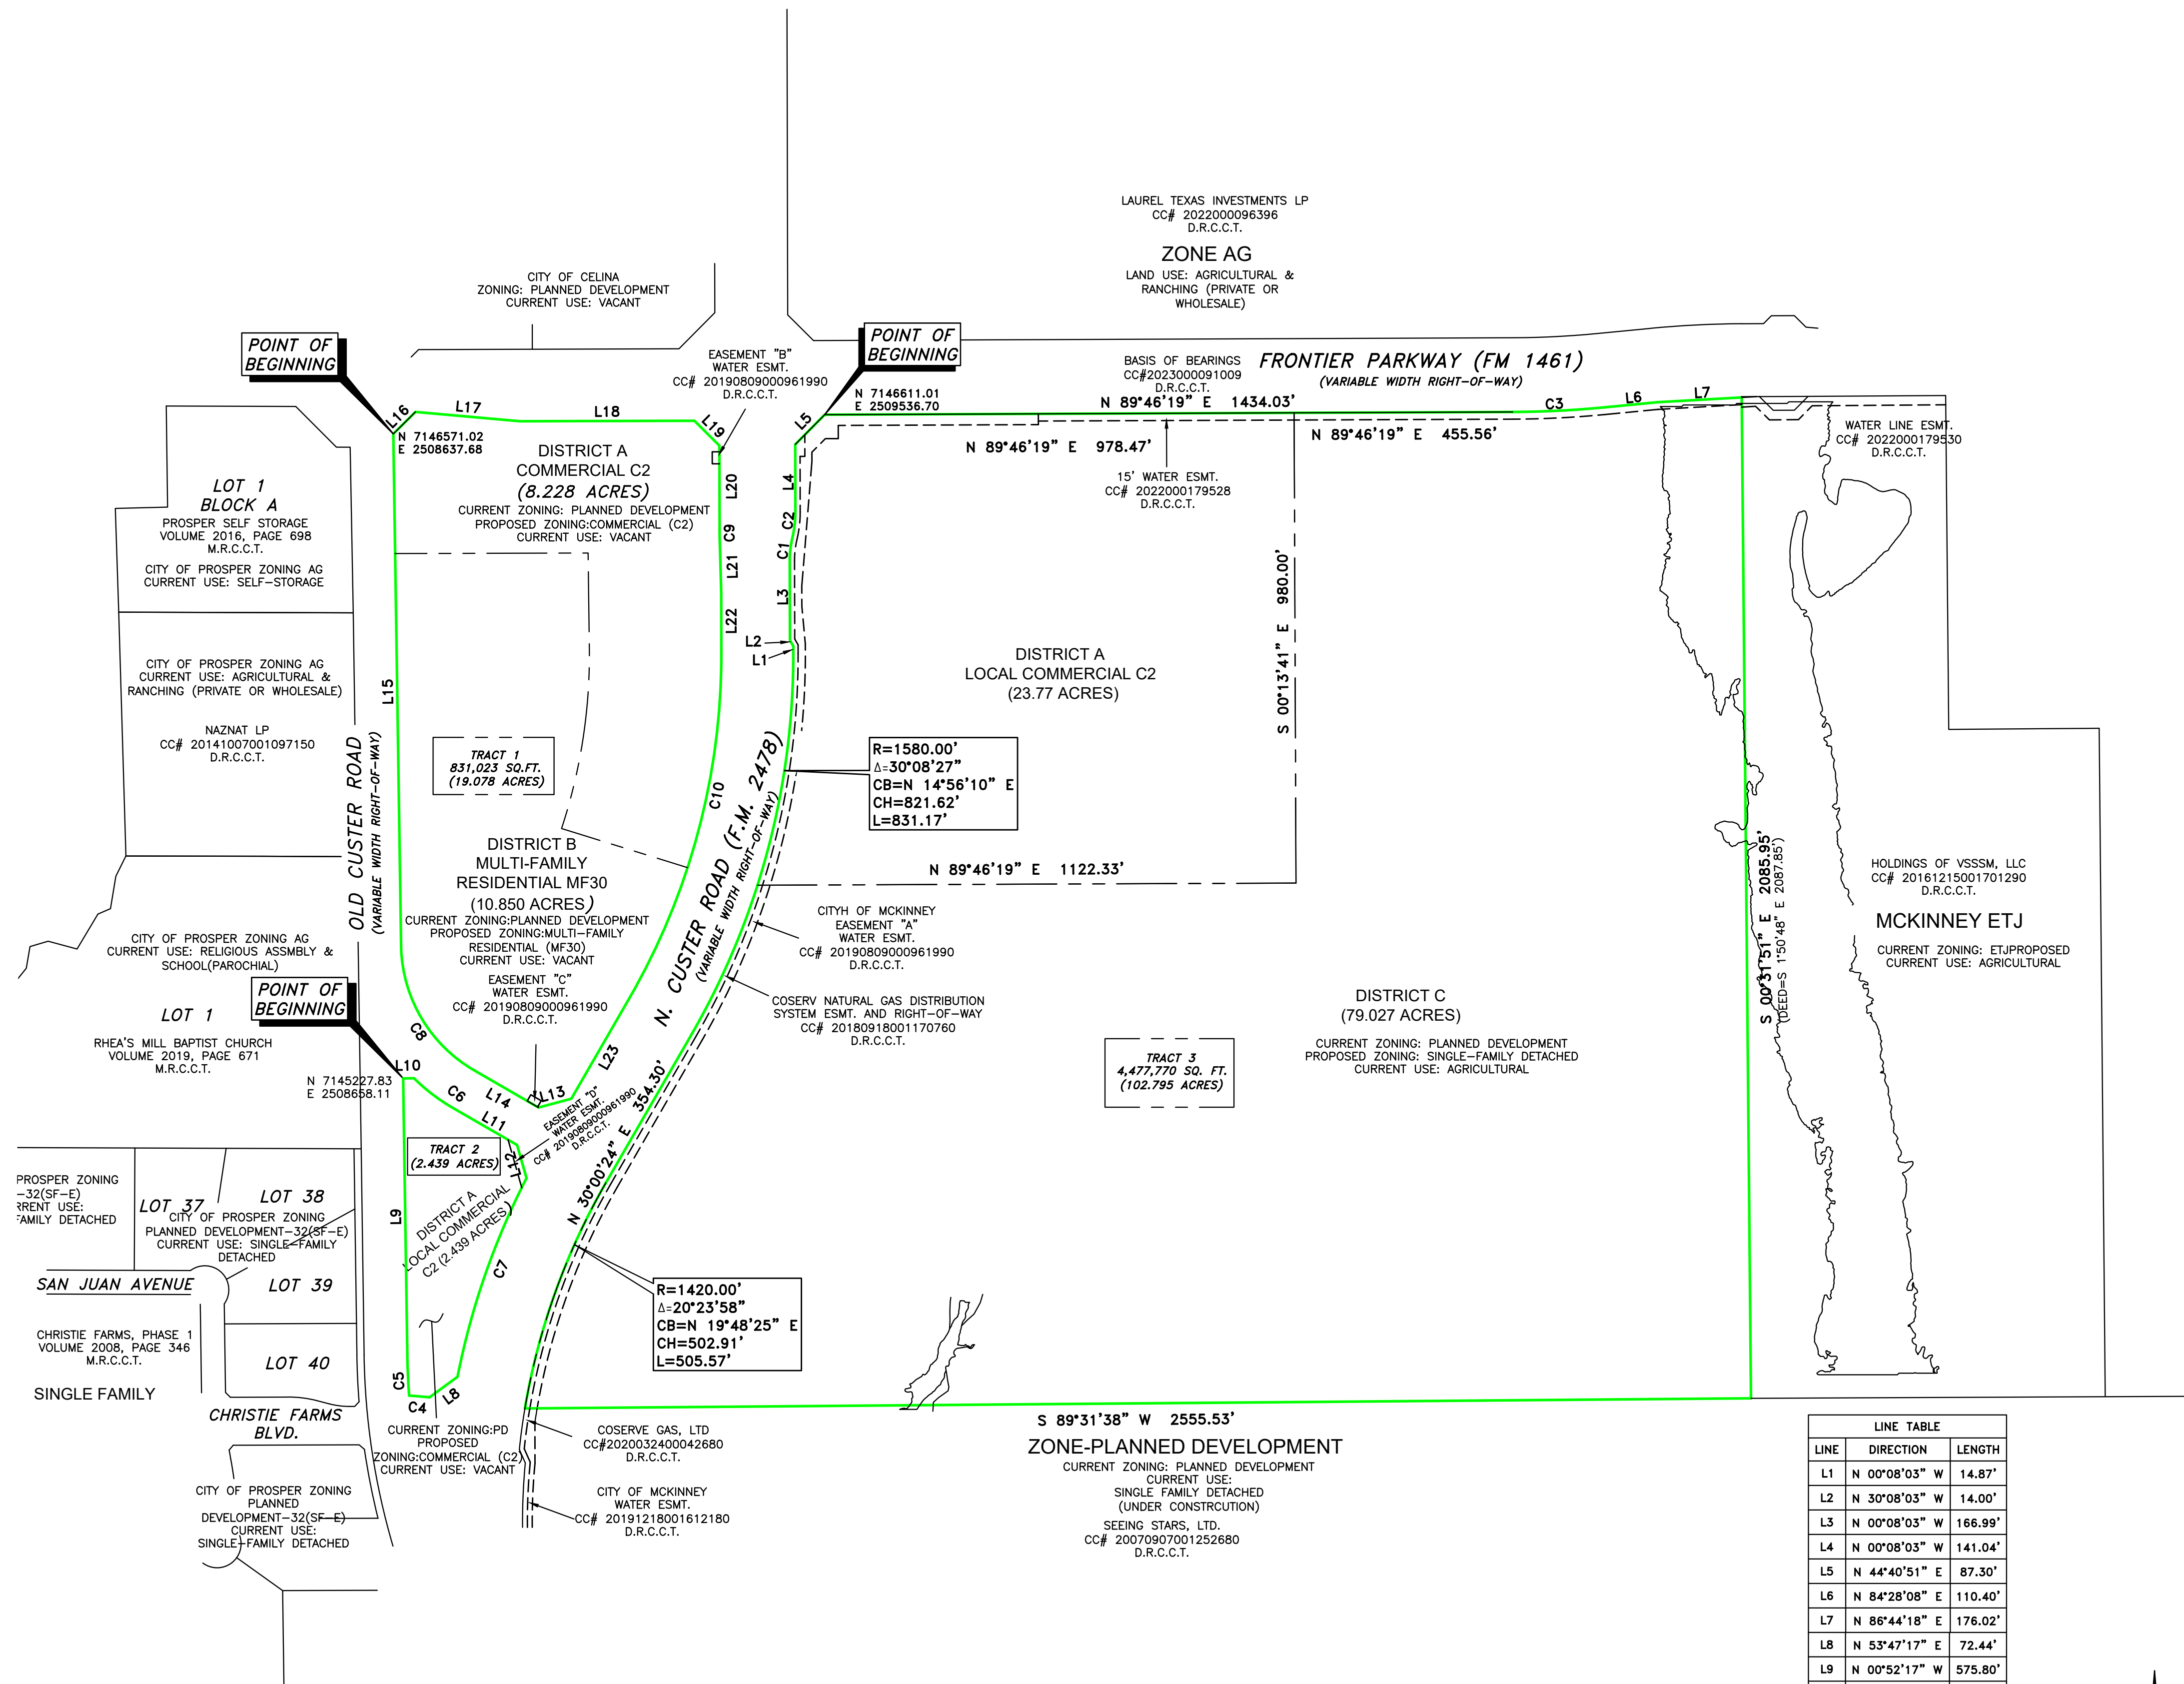 LAUREL TEXAS INVESTMENTS LP
CC# 2022000096396
D.R.C.C.T.
ZONE AG
LAND USE: AGRICULTURAL &
RANCHING (PRIVATE OR
WHOLESALE)
CITY OF CELINA
ZONING: PLANNED DEVELOPMENT
CURRENT USE: VACANT
POINT OF
BEGINNING
POINT OF
BEGINNING
EASEMENT "B"
WATER ESMT.
CC# 20190809000961990
D.R.C.C.T.
BASIS OF BEARINGS
CC#2023000091009
D.R.C.C.T.
FRONTIER PARKWAY (FM 1461)
(VARIABLE WIDTH RIGHT-OF-WAY)
N 7146611.01
E 2509536.70
N 89°46'19" E 1434.03'
C3
L6
L7
L16
L17
L18
L19
L5
N 7146571.02
E 2508637.68
N 89°46'19" E 978.47'
N 89°46'19" E 455.56'
WATER LINE ESMT.
CC# 2022000179530
D.R.C.C.T.
15' WATER ESMT.
CC# 2022000179528
D.R.C.C.T.
DISTRICT A
COMMERCIAL C2
(8.228 ACRES)
CURRENT ZONING: PLANNED DEVELOPMENT
PROPOSED ZONING:COMMERCIAL (C2)
CURRENT USE: VACANT
L20
C9
L21
L22
L4
C2
C1
L3
L2
L1
LOT 1
BLOCK A
PROSPER SELF STORAGE
VOLUME 2016, PAGE 698
M.R.C.C.T.
CITY OF PROSPER ZONING AG
CURRENT USE: SELF-STORAGE
CITY OF PROSPER ZONING AG
CURRENT USE: AGRICULTURAL &
RANCHING (PRIVATE OR WHOLESALE)
NAZNAT LP
CC# 20141007001097150
D.R.C.C.T.
L15
OLD CUSTER ROAD
(VARIABLE WIDTH RIGHT-OF-WAY)
TRACT 1
831,023 SQ.FT.
(19.078 ACRES)
DISTRICT A
LOCAL COMMERCIAL C2
(23.77 ACRES)
S 00°13'41" E 980.00'
R=1580.00'
Δ=30°08'27"
CB=N 14°56'10" E
CH=821.62'
L=831.17'
C10
N. CUSTER ROAD (F.M. 2478)
(VARIABLE WIDTH RIGHT-OF-WAY)
N 89°46'19" E 1122.33'
DISTRICT B
MULTI-FAMILY
RESIDENTIAL MF30
(10.850 ACRES)
CURRENT ZONING:PLANNED DEVELOPMENT
PROPOSED ZONING:MULTI-FAMILY
RESIDENTIAL (MF30)
CURRENT USE: VACANT
EASEMENT "C"
WATER ESMT.
CC# 20190809000961990
D.R.C.C.T.
CITYH OF MCKINNEY
EASEMENT "A"
WATER ESMT.
CC# 20190809000961990
D.R.C.C.T.
COSERV NATURAL GAS DISTRIBUTION
SYSTEM ESMT. AND RIGHT-OF-WAY
CC# 20180918001170760
D.R.C.C.T.
S 00°31'51" E 2085.95'
(DEED=S 1°50'48" E 2087.85')
HOLDINGS OF VSSSM, LLC
CC# 20161215001701290
D.R.C.C.T.
MCKINNEY ETJ
CURRENT ZONING: ETJPROPOSED
CURRENT USE: AGRICULTURAL
DISTRICT C
(79.027 ACRES)
CURRENT ZONING: PLANNED DEVELOPMENT
PROPOSED ZONING: SINGLE-FAMILY DETACHED
CURRENT USE: AGRICULTURAL
TRACT 3
4,477,770 SQ. FT.
(102.795 ACRES)
CITY OF PROSPER ZONING AG
CURRENT USE: RELIGIOUS ASSMBLY &
SCHOOL(PAROCHIAL)
POINT OF
BEGINNING
LOT 1
RHEA'S MILL BAPTIST CHURCH
VOLUME 2019, PAGE 671
M.R.C.C.T.
C8
L10
N 7145227.83
E 2508658.11
C6
L14
L13
L23
L11
EASEMENT "D"
WATER ESMT.
CC# 20190809000961990
D.R.C.C.T.
N 30°00'24" E 354.30'
TRACT 2
(2.439 ACRES)
L12
DISTRICT A
LOCAL COMMERCIAL
C2 (2.439 ACRES)
L9
C7
PROSPER ZONING
-32(SF-E)
RRENT USE:
FAMILY DETACHED
LOT 37
LOT 38
CITY OF PROSPER ZONING
PLANNED DEVELOPMENT-32(SF-E)
CURRENT USE: SINGLE-FAMILY
DETACHED
SAN JUAN AVENUE
LOT 39
CHRISTIE FARMS, PHASE 1
VOLUME 2008, PAGE 346
M.R.C.C.T.
LOT 40
SINGLE FAMILY
R=1420.00'
Δ=20°23'58"
CB=N 19°48'25" E
CH=502.91'
L=505.57'
C5
C4
L8
CHRISTIE FARMS
BLVD.
CURRENT ZONING:PD
PROPOSED
ZONING:COMMERCIAL (C2)
CURRENT USE: VACANT
COSERVE GAS, LTD
CC#2020032400042680
D.R.C.C.T.
CITY OF MCKINNEY
WATER ESMT.
CC# 20191218001612180
D.R.C.C.T.
CITY OF PROSPER ZONING
PLANNED
DEVELOPMENT-32(SF-E)
CURRENT USE:
SINGLE-FAMILY DETACHED
S 89°31'38" W 2555.53'
ZONE-PLANNED DEVELOPMENT
CURRENT ZONING: PLANNED DEVELOPMENT
CURRENT USE:
SINGLE FAMILY DETACHED
(UNDER CONSTRCUTION)
SEEING STARS, LTD.
CC# 20070907001252680
D.R.C.C.T.
LINE TABLE
LINE DIRECTION LENGTH
L1 N 00°08'03" W 14.87'
L2 N 30°08'03" W 14.00'
L3 N 00°08'03" W 166.99'
L4 N 00°08'03" W 141.04'
L5 N 44°40'51" E 87.30'
L6 N 84°28'08" E 110.40'
L7 N 86°44'18" E 176.02'
L8 N 53°47'17" E 72.44'
L9 N 00°52'17" W 575.80'